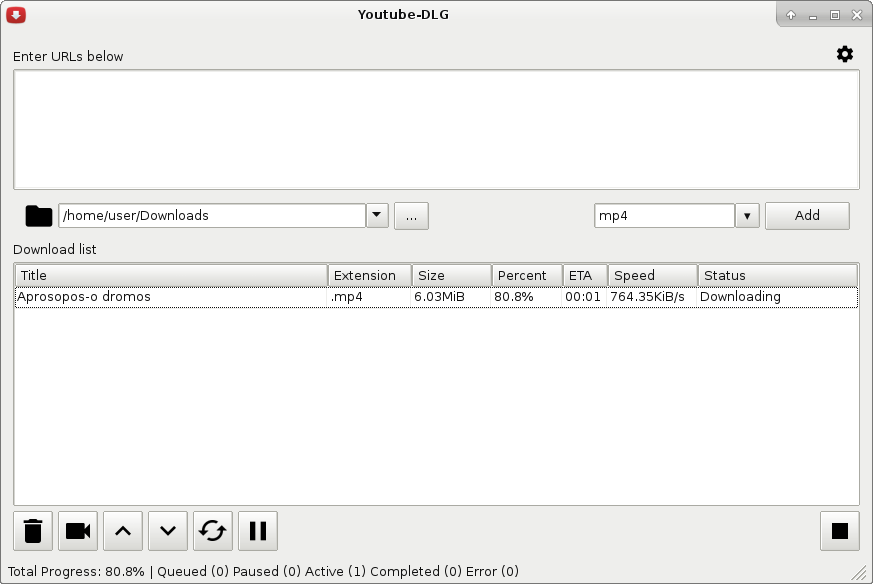 Youtube-DLG
Enter URLs below
/home/user/Downloads ... mp4 Add
Download list
Title Extension Size Percent ETA Speed Status
Aprosopos-o dromos .mp4 6.03MiB 80.8% 00:01 764.35KiB/s Downloading
Total Progress: 80.8% | Queued (0) Paused (0) Active (1) Completed (0) Error (0)